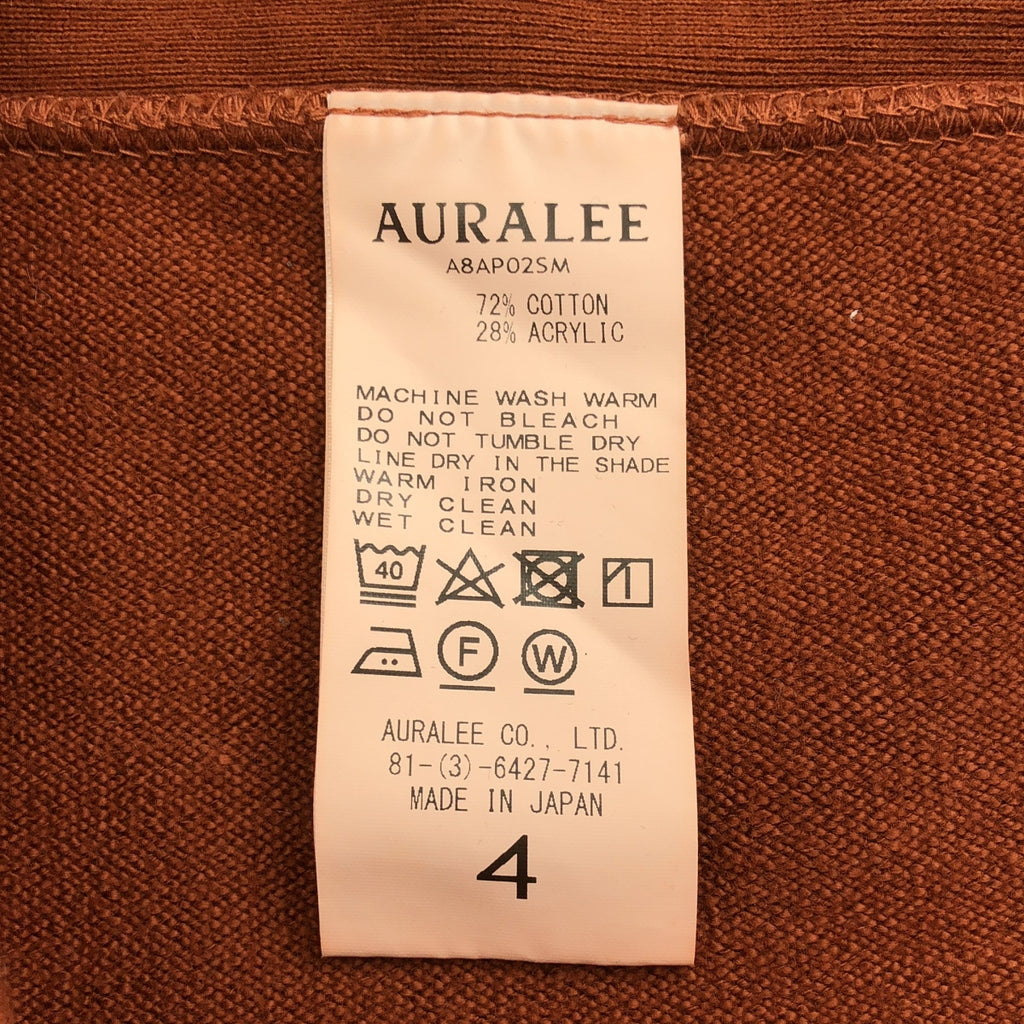 AURALEE
A8AP02SM
72% COTTON
28% ACRYLIC
MACHINE WASH WARM
DO NOT BLEACH
DO NOT TUMBLE DRY
LINE DRY IN THE SHADE
WARM IRON
DRY CLEAN
WET CLEAN
40
F W
AURALEE CO., LTD.
81-(3)-6427-7141
MADE IN JAPAN
4